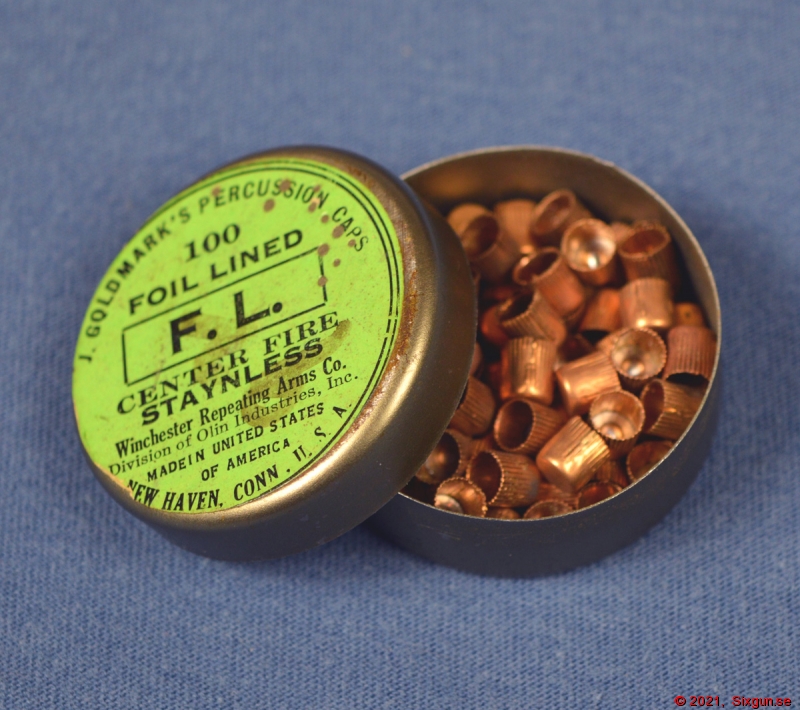 J. GOLDMARK'S PERCUSSION CAPS
100
FOIL LINED
F. L.
CENTER FIRE
STAYNLESS
Winchester Repeating Arms Co.
Division of Olin Industries, Inc.
MADE IN UNITED STATES
OF AMERICA
NEW HAVEN, CONN. U. S. A.
© 2021, Sixgun.se